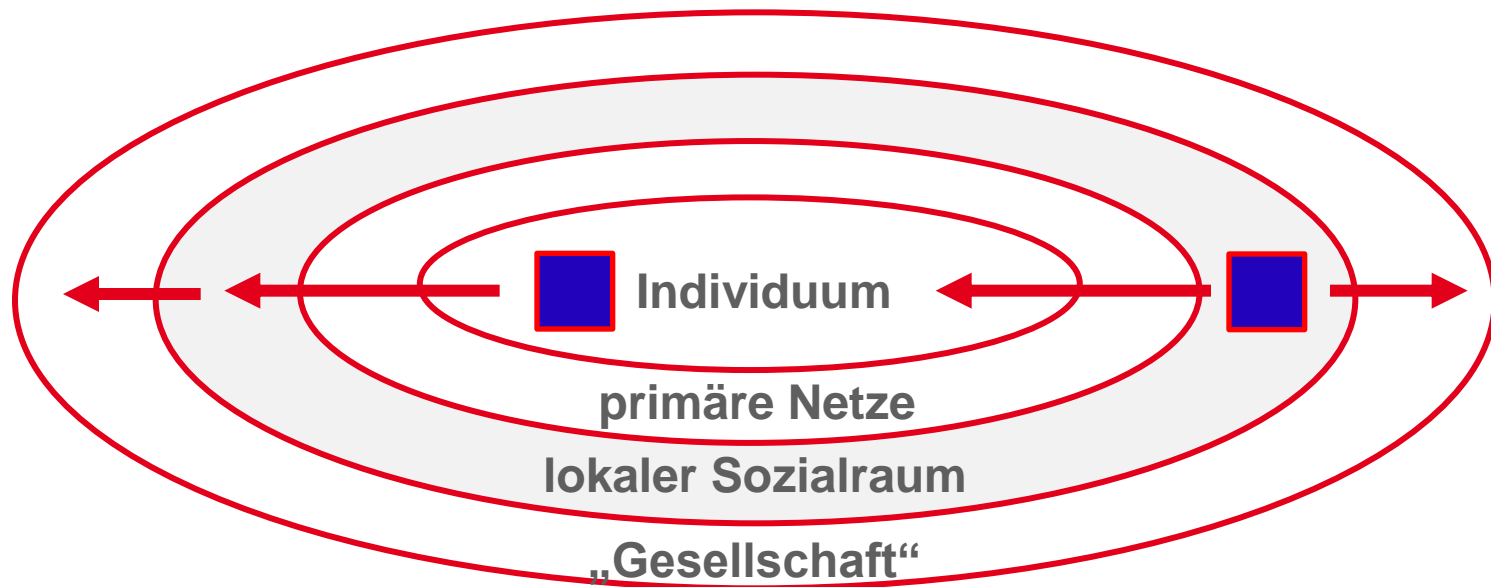 Individuum
primäre Netze
lokaler Sozialraum
„Gesellschaft“